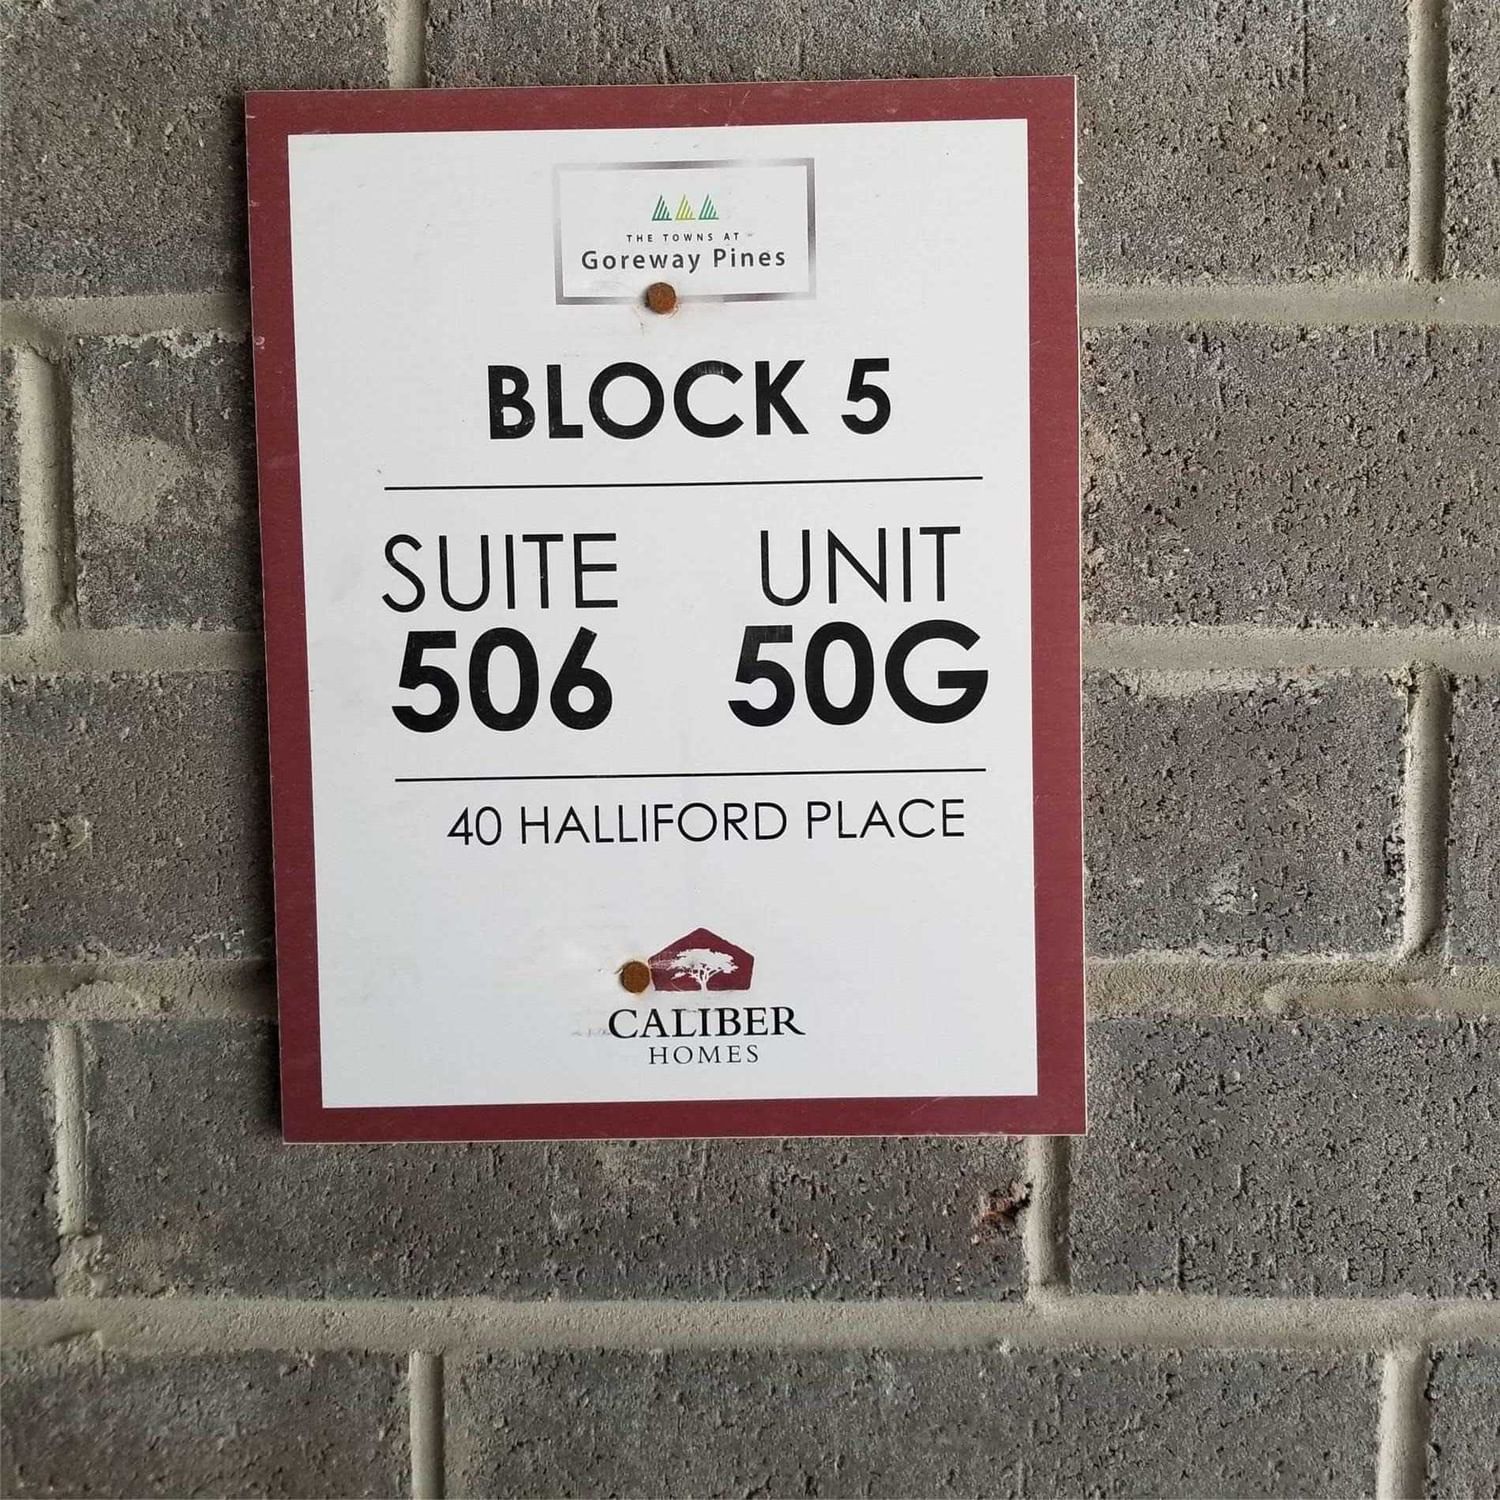 THE TOWNS AT
Goreway Pines
BLOCK 5
SUITE UNIT
506 50G
40 HALLIFORD PLACE
CALIBER
HOMES